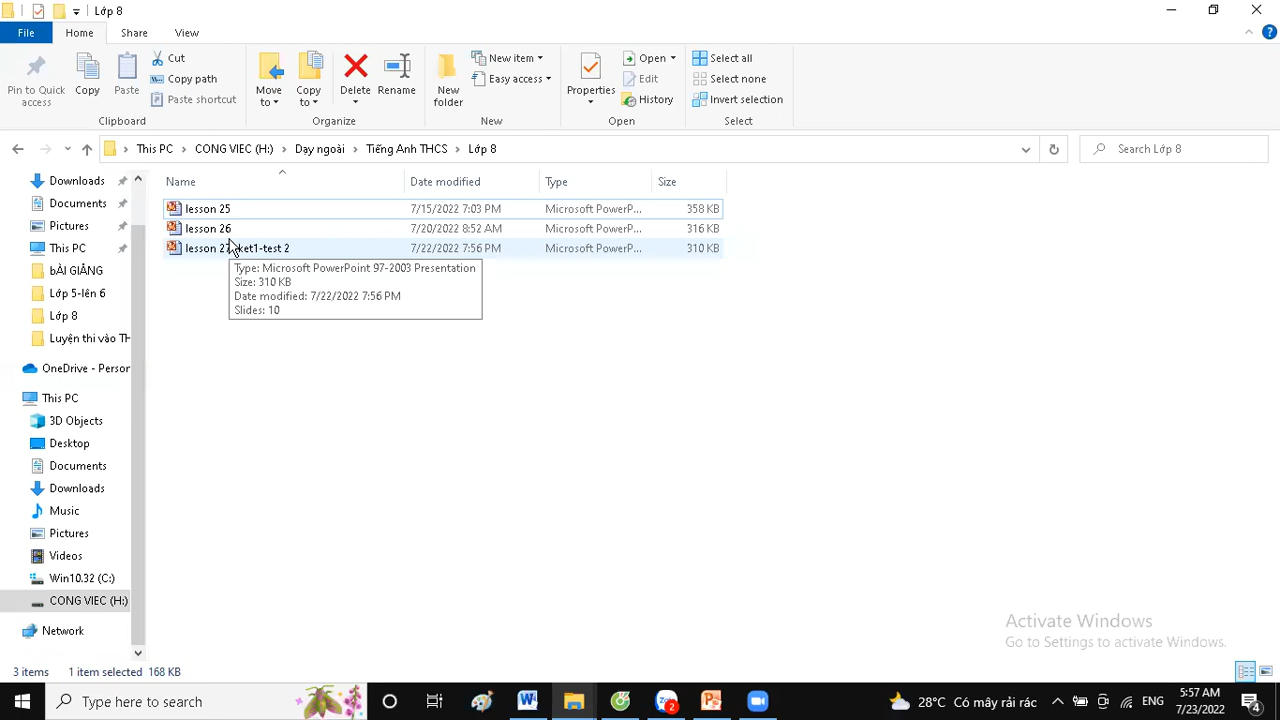 Lớp 8
File Home Share View
Pin to Quick access
Copy
Paste
Cut
Copy path
Paste shortcut
Clipboard
Move to
Copy to
Delete
Rename
Organize
New folder
New item
Easy access
New
Properties
Open
Edit
History
Open
Select all
Select none
Invert selection
Select
This PC > CONG VIEC (H:) > Dạy ngoài > Tiếng Anh THCS > Lớp 8
Search Lớp 8
Name Date modified Type Size
lesson 25 7/15/2022 7:03 PM Microsoft PowerP... 358 KB
lesson 26 7/20/2022 8:52 AM Microsoft PowerP... 316 KB
lesson 27 ket1-test 2 7/22/2022 7:56 PM Microsoft PowerP... 310 KB
Type: Microsoft PowerPoint 97-2003 Presentation
Size: 310 KB
Date modified: 7/22/2022 7:56 PM
Slides: 10
Downloads
Documents
Pictures
This PC
bÀI GIẢNG
Lớp 5-lên 6
Lớp 8
Luyện thi vào TH
OneDrive - Person
This PC
3D Objects
Desktop
Documents
Downloads
Music
Pictures
Videos
Win10.32 (C:)
CONG VIEC (H:)
Network
Activate Windows
Go to Settings to activate Windows.
3 items 1 item selected 168 KB
Type here to search
2
28°C Có mây rải rác
ENG
5:57 AM
7/23/2022
4